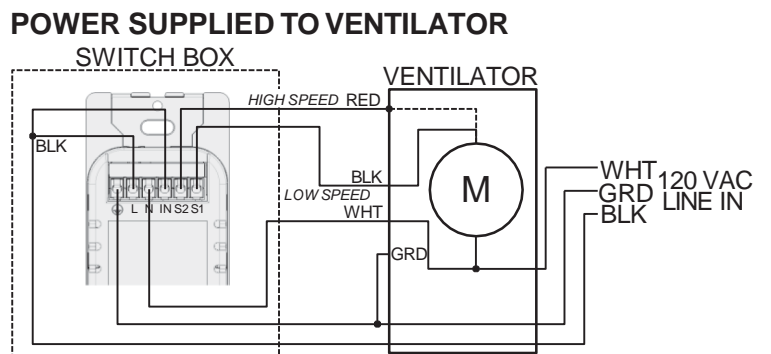 POWER SUPPLIED TO VENTILATOR
SWITCH BOX
VENTILATOR
HIGH SPEED RED
BLK
BLK
LOW SPEED
WHT
L N IN S2 S1
M
GRD
WHT
GRD
BLK
120 VAC
LINE IN